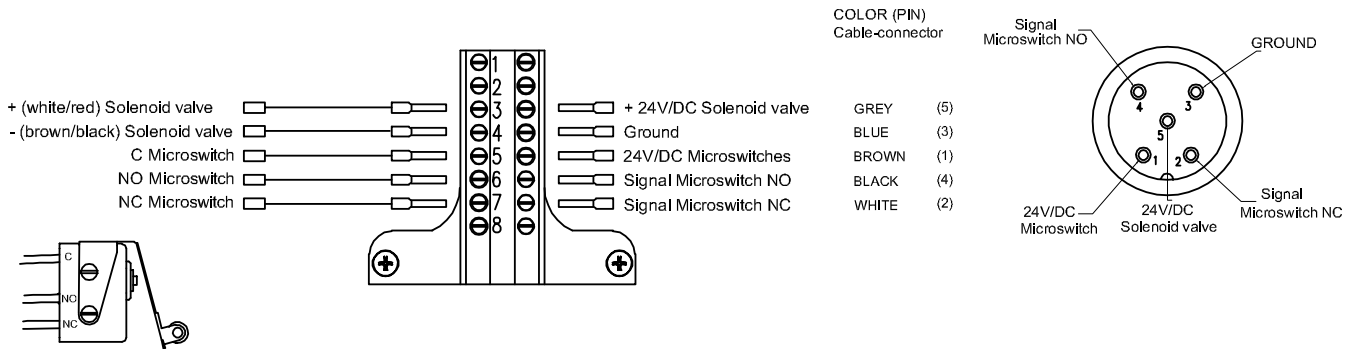 COLOR (PIN)
Cable-connector
Signal
Microswitch NO
GROUND
1
2
+ (white/red) Solenoid valve 3 + 24V/DC Solenoid valve GREY (5)
- (brown/black) Solenoid valve 4 Ground BLUE (3)
C Microswitch 5 24V/DC Microswitches BROWN (1)
NO Microswitch 6 Signal Microswitch NO BLACK (4)
NC Microswitch 7 Signal Microswitch NC WHITE (2)
8
4 3
5
1 2
24V/DC
Microswitch
24V/DC
Solenoid valve
Signal
Microswitch NC
C
NO
NC